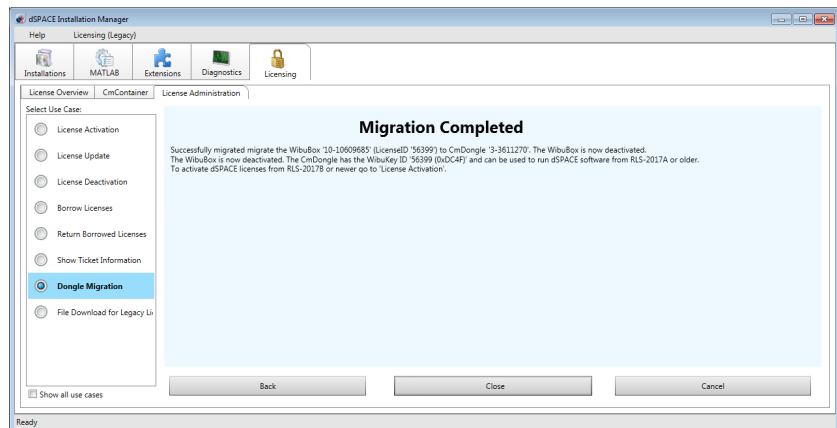 dSPACE Installation Manager
Help Licensing (Legacy)
Installations MATLAB Extensions Diagnostics Licensing
License Overview CmContainer License Administration
Select Use Case:
License Activation
License Update
License Deactivation
Borrow Licenses
Return Borrowed Licenses
Show Ticket Information
Dongle Migration
File Download for Legacy Li
Show all use cases
Migration Completed
Successfully migrated migrate the WibuBox '10-10609685' (LicenseID '56399') to CmDongle '3-3611270'. The WibuBox is now deactivated.
The WibuBox is now deactivated. The CmDongle has the WibuKey ID '56399 (0xDC4F)' and can be used to run dSPACE software from RLS-2017A or older.
To activate dSPACE licenses from RLS-2017B or newer go to 'License Activation'.
Back Close Cancel
Ready